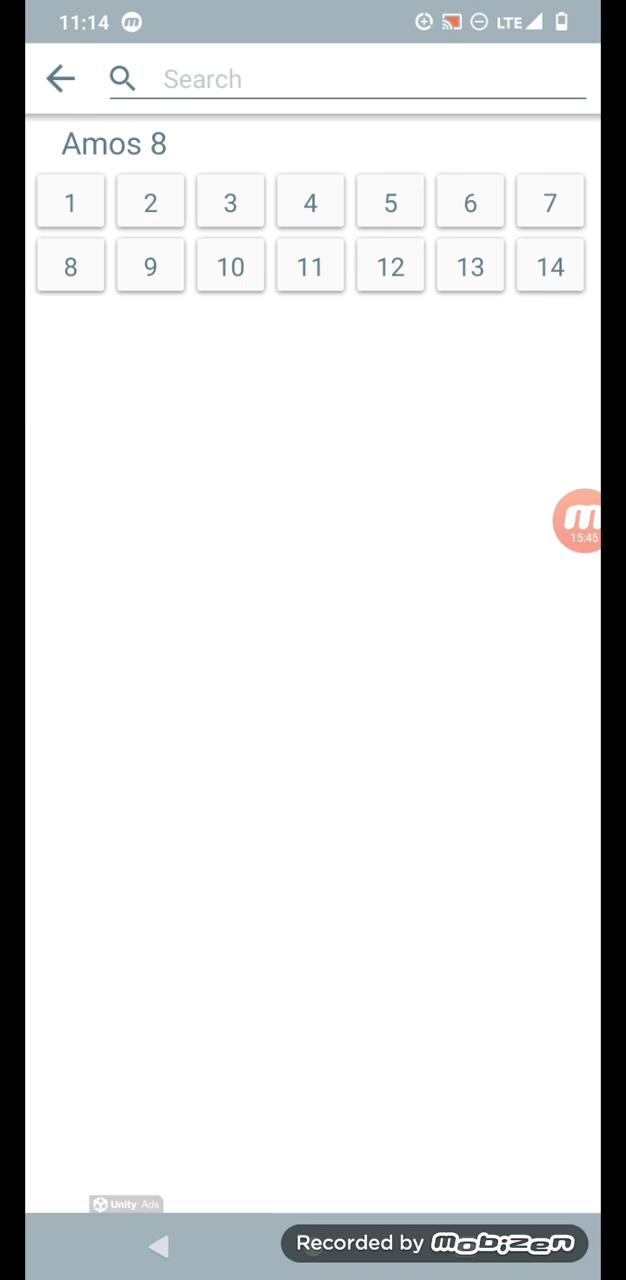 11:14 m LTE
Search
Amos 8
1 2 3 4 5 6 7
8 9 10 11 12 13 14
m
15:45
Unity Ads
Recorded by mobizen